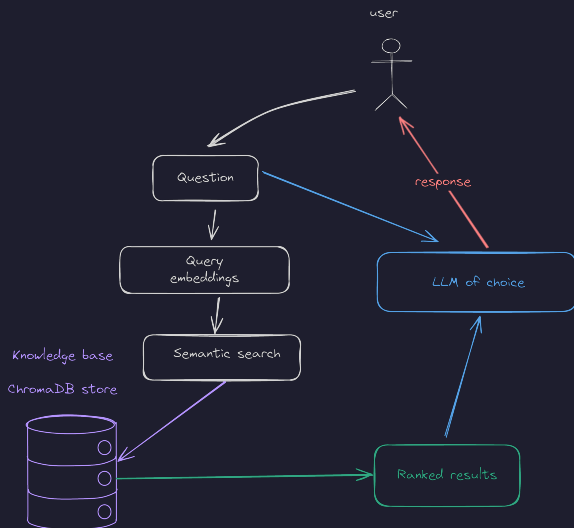 user
Question
response
Query
embeddings
LLM of choice
Semantic search
Knowledge base
ChromaDB store
Ranked results